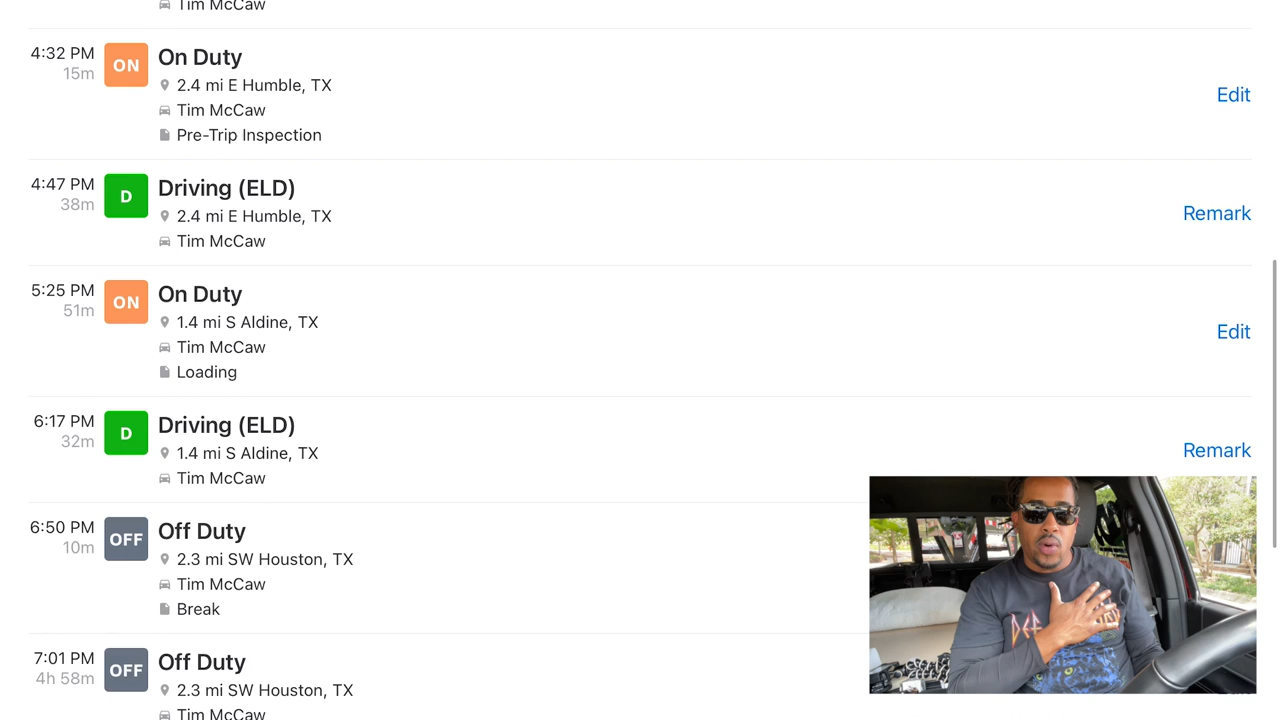 Tim McCaw
4:32 PM
15m
ON
On Duty
2.4 mi E Humble, TX
Tim McCaw
Pre-Trip Inspection
Edit
4:47 PM
38m
D
Driving (ELD)
2.4 mi E Humble, TX
Tim McCaw
Remark
5:25 PM
51m
ON
On Duty
1.4 mi S Aldine, TX
Tim McCaw
Loading
Edit
6:17 PM
32m
D
Driving (ELD)
1.4 mi S Aldine, TX
Tim McCaw
Remark
6:50 PM
10m
OFF
Off Duty
2.3 mi SW Houston, TX
Tim McCaw
Break
7:01 PM
4h 58m
OFF
Off Duty
2.3 mi SW Houston, TX
Tim McCaw